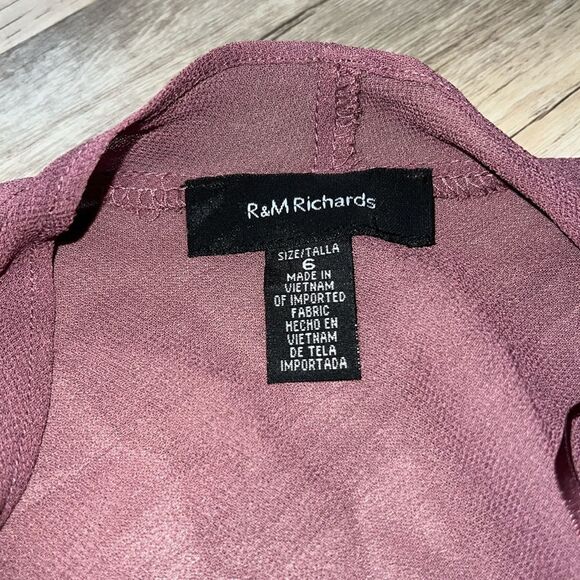 R&M Richards
SIZE/TALLA
6
MADE IN
VIETNAM
OF IMPORTED
FABRIC
HECHO EN
VIETNAM
DE TELA
IMPORTADA